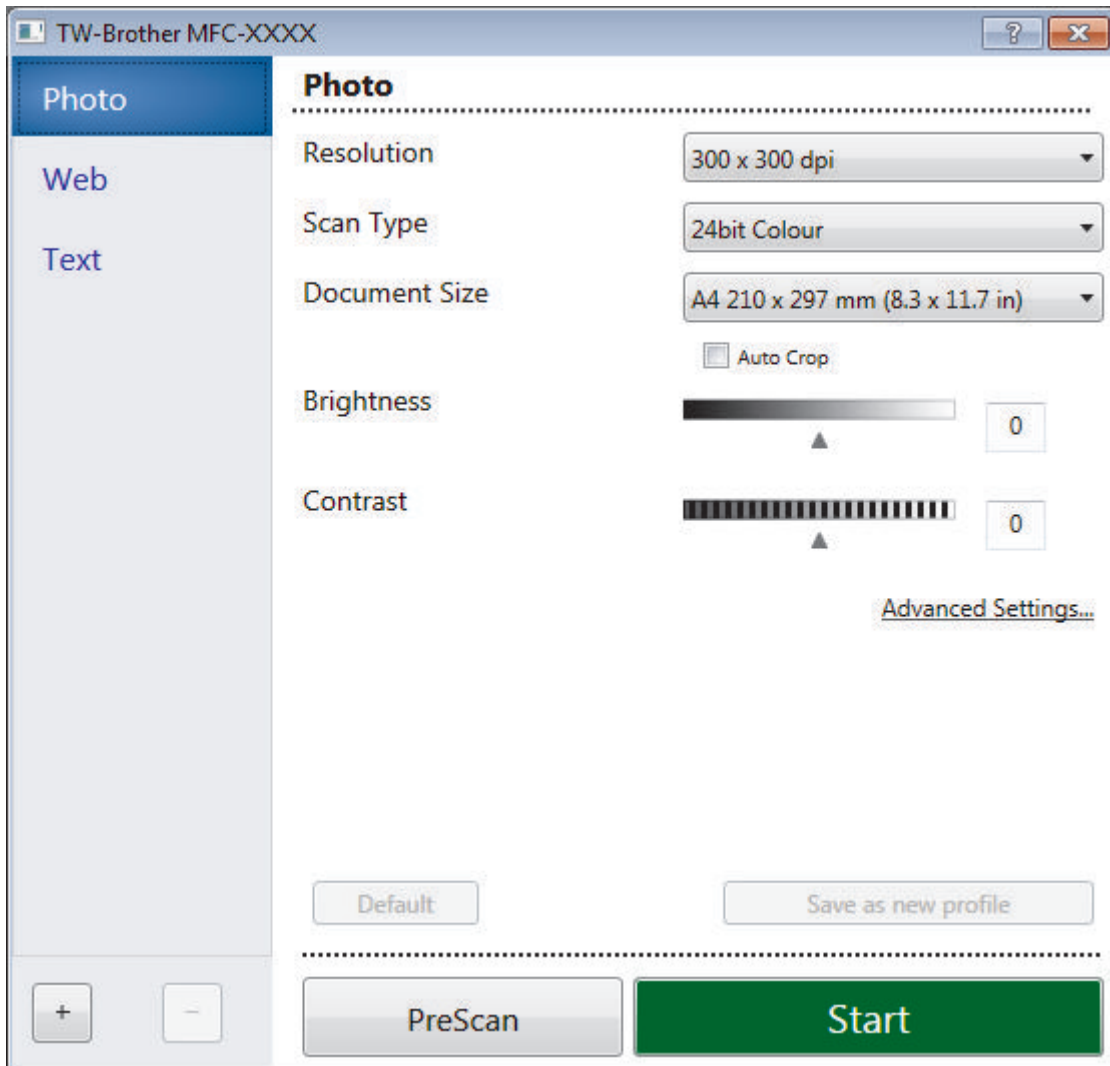 TW-Brother MFC-XXXX
?
Photo
Web
Text
Photo
Resolution
300 x 300 dpi
Scan Type
24bit Colour
Document Size
A4 210 x 297 mm (8.3 x 11.7 in)
Auto Crop
Brightness
0
Contrast
0
Advanced Settings...
Default
Save as new profile
+
-
PreScan
Start